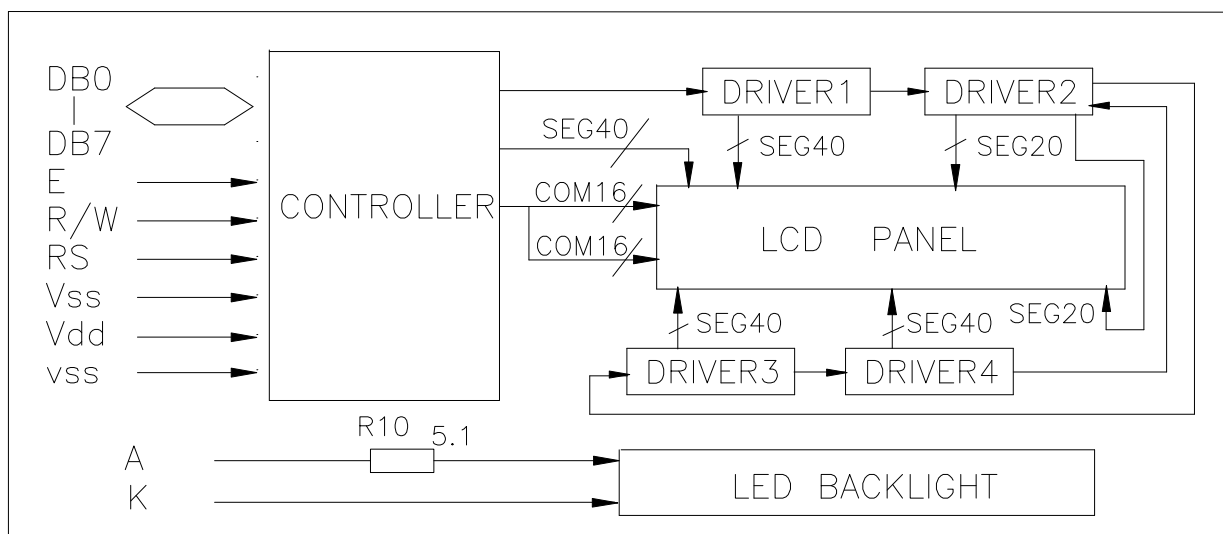 DB0
DB7
E
R/W
RS
Vss
Vdd
vss
CONTROLLER
SEG40
COM16
COM16
DRIVER1
DRIVER2
SEG40
SEG20
LCD PANEL
SEG40
SEG40
SEG20
DRIVER3
DRIVER4
R10
5.1
A
K
LED BACKLIGHT